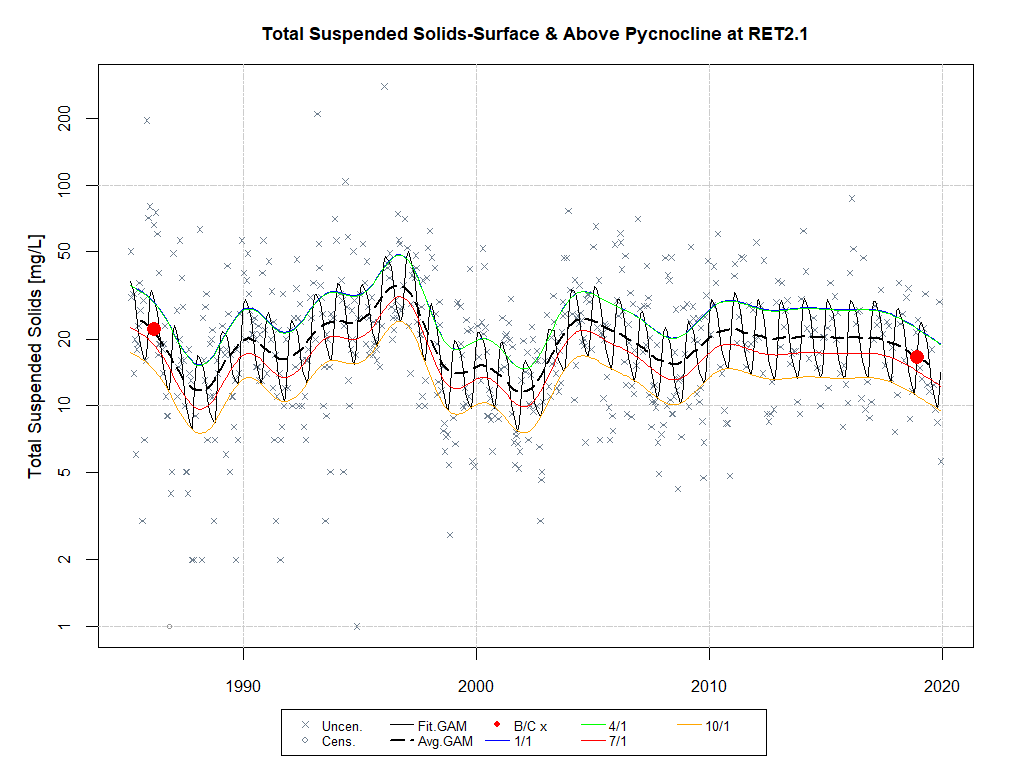 Total Suspended Solids-Surface & Above Pycnocline at RET2.1
Total Suspended Solids [mg/L]
200
100
50
20
10
5
2
1
1990 2000 2010 2020
Uncen. Fit.GAM B/C x 4/1 10/1
Cens. Avg.GAM 1/1 7/1